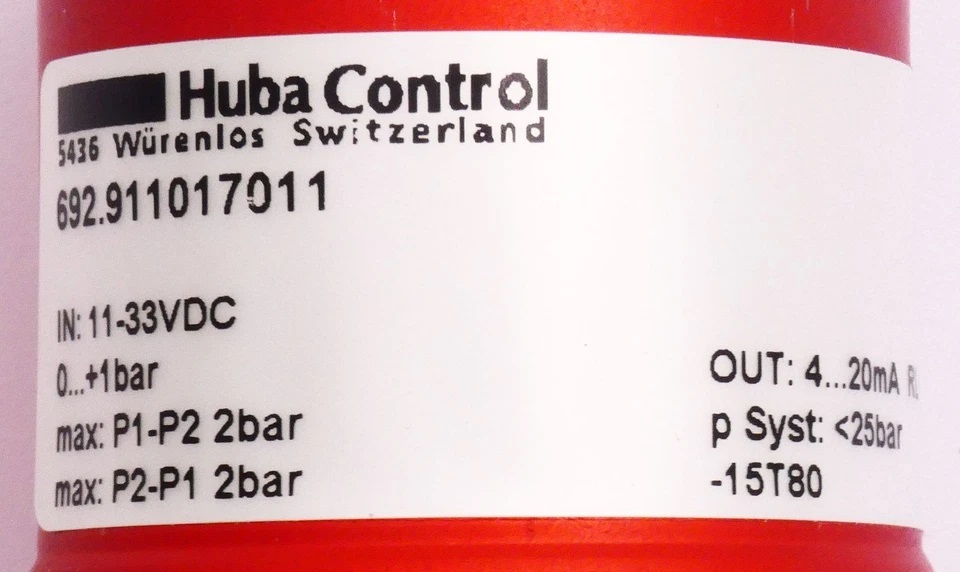 Huba Control
5436 Würenlos Switzerland
692.911017011
IN: 11-33VDC
0...+1bar
max: P1-P2 2bar
max: P2-P1 2bar
OUT: 4...20mA
p Syst: <25bar
-15T80